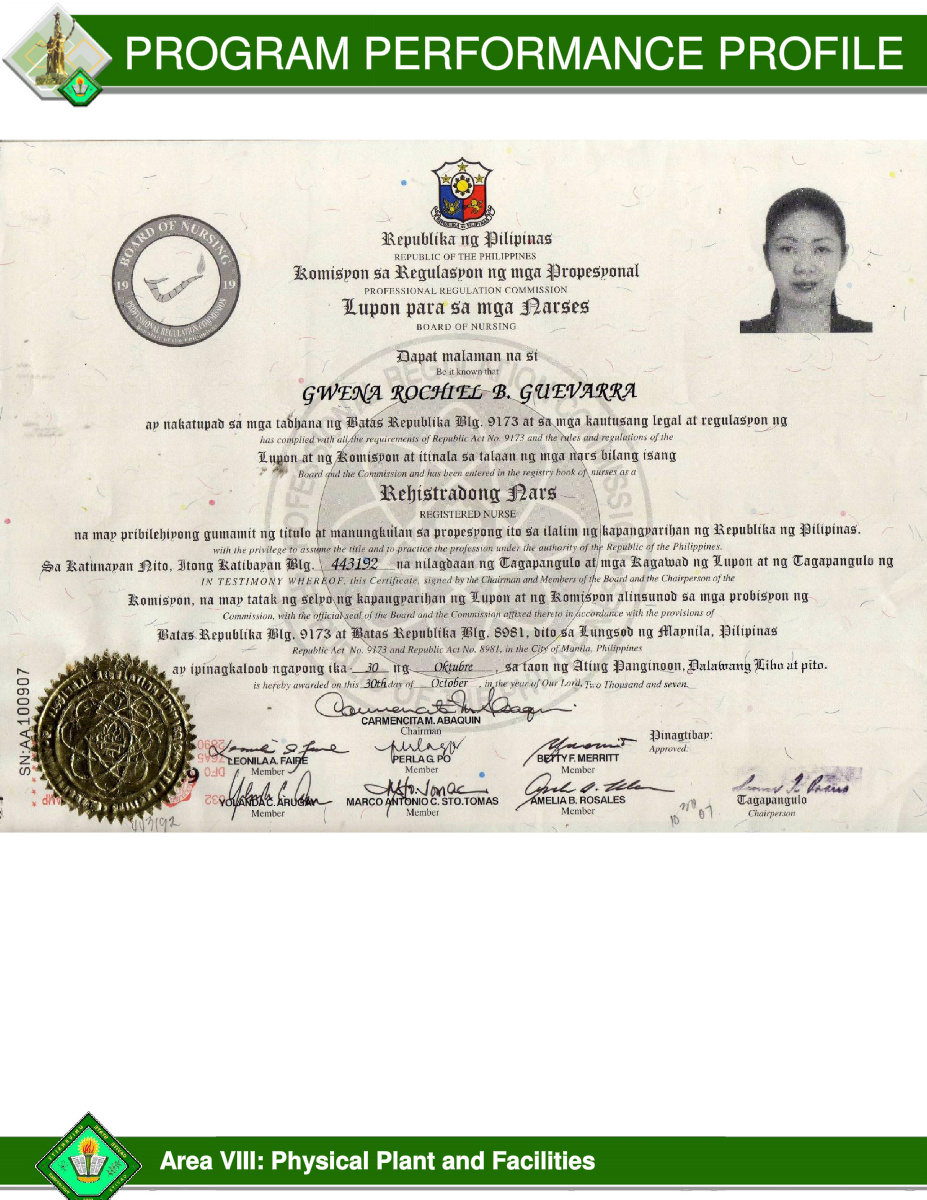 PROGRAM PERFORMANCE PROFILE
BOARD OF NURSING
19 19
PROFESSIONAL REGULATION COMMISSION
Republika ng Pilipinas
REPUBLIC OF THE PHILIPPINES
Komisyon sa Regulasyon ng mga Propesyonal
PROFESSIONAL REGULATION COMMISSION
Lupon para sa mga Narses
BOARD OF NURSING
Dapat malaman na si
Be it known that
GWENA ROCHIEL B. GUEVARRA
ay nakatupad sa mga tadhana ng Batas Republika Blg. 9173 at sa mga kautusang legal at regulasyon ng
has complied with all the requirements of Republic Act No. 9173 and the rules and regulations of the
Lupon at ng Komisyon at itinala sa talaan ng mga nars bilang isang
Board and the Commission and has been entered in the registry book of nurses as a
Rehistradong Nars
REGISTERED NURSE
na may pribilehiyong gumamit ng titulo at manungkulan sa propesyong ito sa ilalim ng kapangyarihan ng Republika ng Pilipinas.
with the privilege to assume the title and to practice the profession under the authority of the Republic of the Philippines.
Sa Katunayan Nito, Itong Katibayan Blg. 443192 na nilagdaan ng Tagapangulo at mga Kagawad ng Lupon at ng Tagapangulo ng
IN TESTIMONY WHEREOF, this Certificate, signed by the Chairman and Members of the Board and the Chairperson of the
Komisyon, na may tatak ng selyo ng kapangyarihan ng Lupon at ng Komisyon alinsunod sa mga probisyon ng
Commission, with the official seal of the Board and the Commission affixed thereto in accordance with the provisions of
Batas Republika Blg. 9173 at Batas Republika Blg. 8981, dito sa Lungsod ng Maynila, Pilipinas
Republic Act No. 9173 and Republic Act No. 8981, in the City of Manila, Philippines
ay ipinagkaloob ngayong ika 30 ng Oktubre, sa taon ng Ating Panginoon, Dalawang Libo at pito.
is hereby awarded on this 30th day of October, in the year of Our Lord, Two Thousand and seven.
CARMENCITA M. ABAQUIN
Chairman
Pinagtibay:
Approved:
LEONILA A. FAIRE PERLA G. PO BETTY F. MERRITT
Member Member Member
YOLANDA C. ARUGAY MARCO ANTONIO C. STO.TOMAS AMELIA B. ROSALES
Member Member Member
Tagapangulo
Chairperson
SN:AA100907
443192
Area VIII: Physical Plant and Facilities